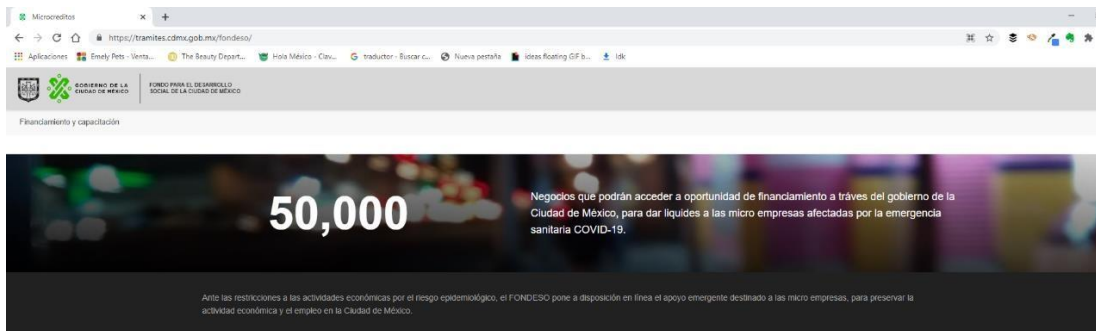 Microcreditos
https://tramites.cdmx.gob.mx/fondeso/
Aplicaciones Emely Pets - Venta... The Beauty Depart... Hola México - Clav... traductor - Buscar c... Nueva pestaña ideas floating GIF b... Idk
GOBIERNO DE LA
CIUDAD DE MÉXICO
FONDO PARA EL DESARROLLO
SOCIAL DE LA CIUDAD DE MÉXICO
Financiamiento y capacitación
50,000
Negocios que podrán acceder a oportunidad de financiamiento a tráves del gobierno de la
Ciudad de México, para dar liquides a las micro empresas afectadas por la emergencia
sanitaria COVID-19.
Ante las restricciones a las actividades económicas por el riesgo epidemiológico, el FONDESO pone a disposición en línea el apoyo emergente destinado a las micro empresas, para preservar la
actividad económica y el empleo en la Ciudad de México.